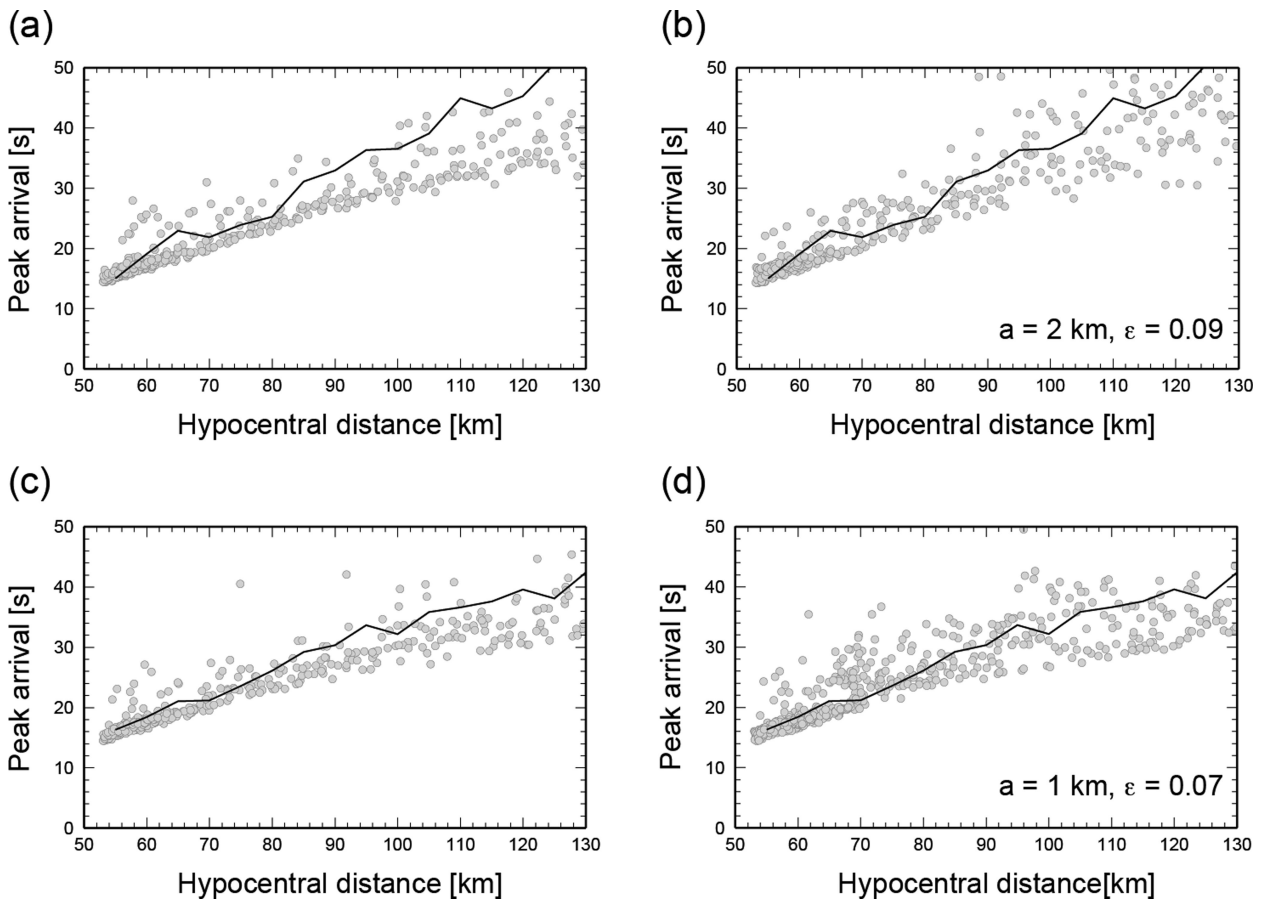 (a)
(b)
50
40
30
20
10
0
Peak arrival [s]
50 60 70 80 90 100 110 120 130
Hypocentral distance [km]
50
40
30
20
10
0
Peak arrival [s]
a = 2 km, ε = 0.09
50 60 70 80 90 100 110 120 130
Hypocentral distance [km]
(c)
(d)
50
40
30
20
10
0
Peak arrival [s]
50 60 70 80 90 100 110 120 130
Hypocentral distance [km]
50
40
30
20
10
0
Peak arrival [s]
a = 1 km, ε = 0.07
50 60 70 80 90 100 110 120 130
Hypocentral distance[km]